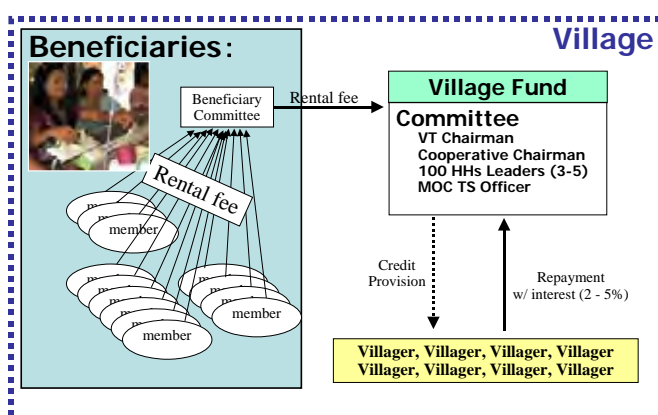 Beneficiaries:
Village
Beneficiary
Committee
Rental fee
Village Fund
Committee
VT Chairman
Cooperative Chairman
100 HHs Leaders (3-5)
MOC TS Officer
Rental fee
member
member
member
Credit
Provision
Repayment
w/ interest (2 - 5%)
Villager, Villager, Villager, Villager
Villager, Villager, Villager, Villager